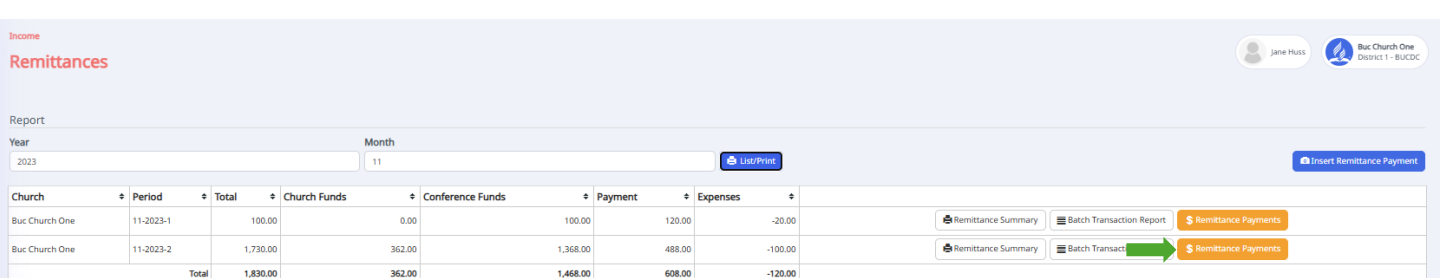 Income
Remittances
Jane Huss
Buc Church One
District 1 - BUCDC
Report
Year Month
2023 11 List/Print Insert Remittance Payment
Church Period Total Church Funds Conference Funds Payment Expenses
Buc Church One 11-2023-1 100.00 0.00 100.00 120.00 -20.00 Remittance Summary Batch Transaction Report $ Remittance Payments
Buc Church One 11-2023-2 1,730.00 362.00 1,368.00 488.00 -100.00 Remittance Summary Batch $ Remittance Payments
Total 1,830.00 362.00 1,468.00 608.00 -120.00